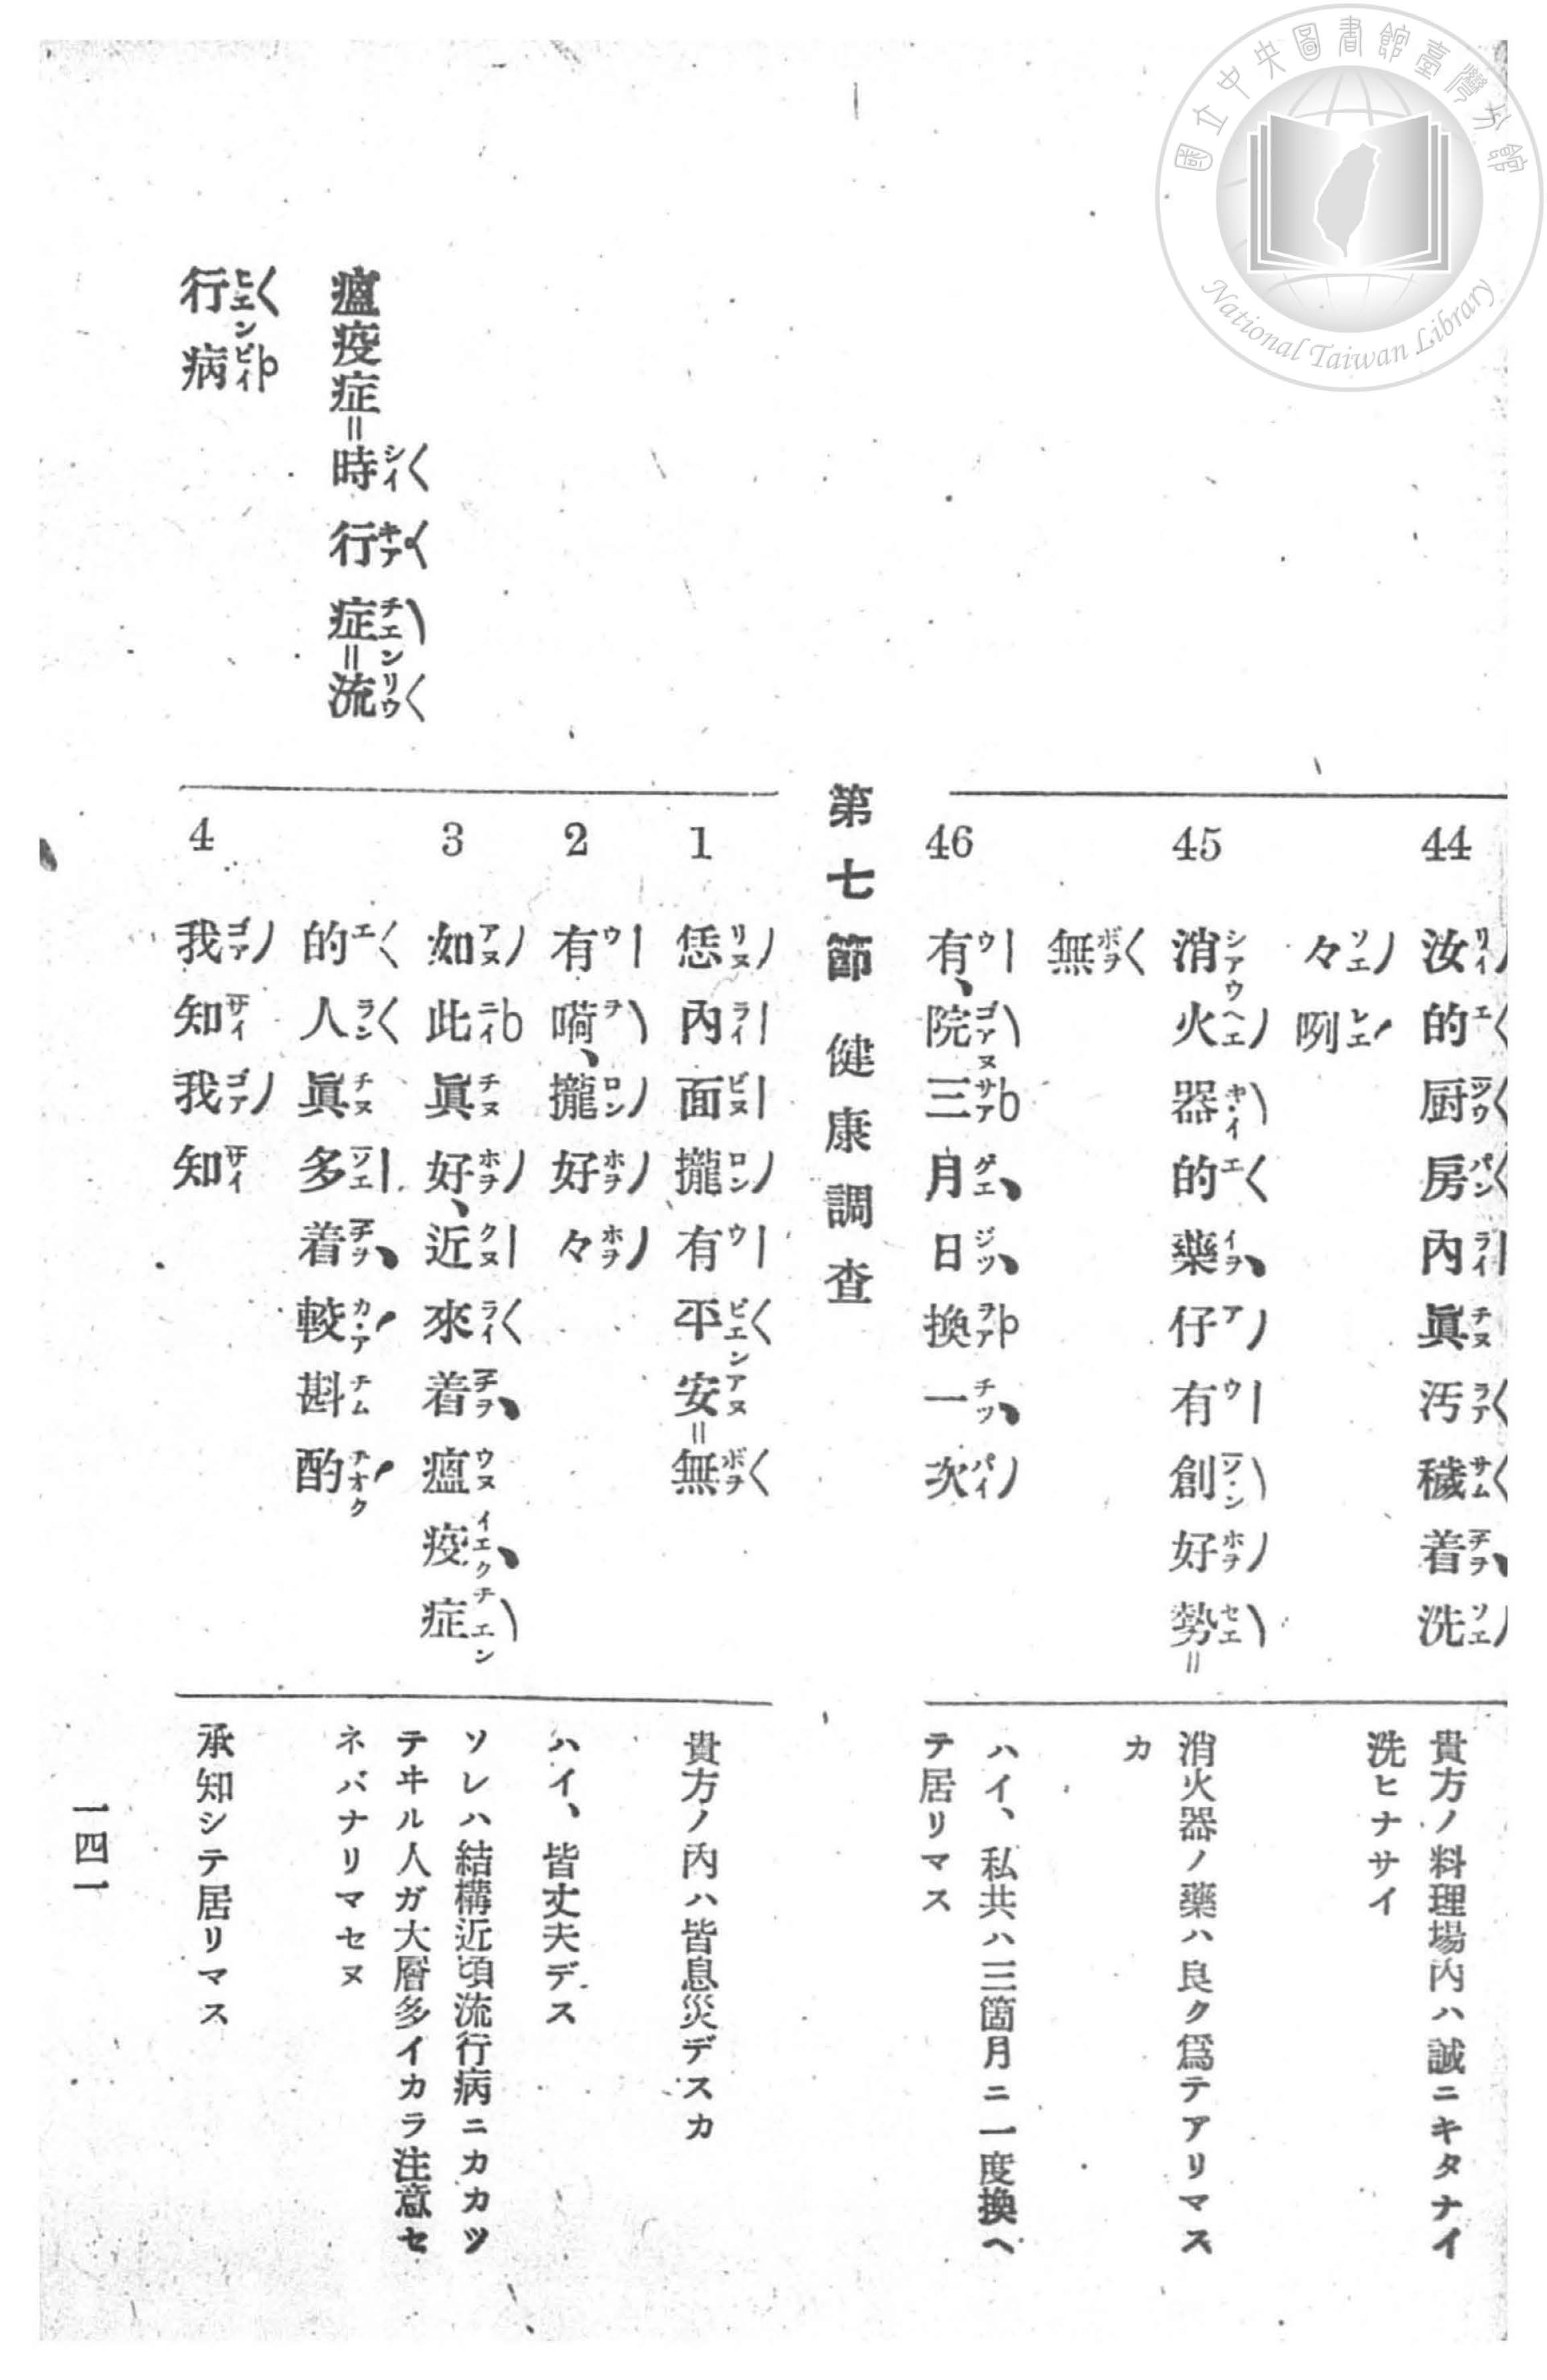 國立中央圖書館臺灣分館
National Taiwan Library
44
汝的厨房內眞汚穢着洗
々咧
貴方ノ料理場内ハ誠ニキタナイ
洗ヒナサイ
45
消火器的藥仔有創好勢=
無
消火器ノ藥ハ良ク爲テアリマス
カ
46
有、阮三月日換一次
ハイ、私共ハ三箇月ニ一度換ヘ
テ居リマス
第七節 健康調査
1
恁內面攏有平安=無
貴方ノ内ハ皆息災デスカ
2
有嗬、攏好々
ハイ、皆丈夫デス
瘟疫症=時行症=流
行病
3
如此眞好、近來着瘟疫症
的人眞多着較斟酌
ソレハ結構近頃流行病ニカカツ
テヰル人ガ大層多イカラ注意セ
ネバナリマセヌ
4
我知我知
承知シテ居リマス
一四一